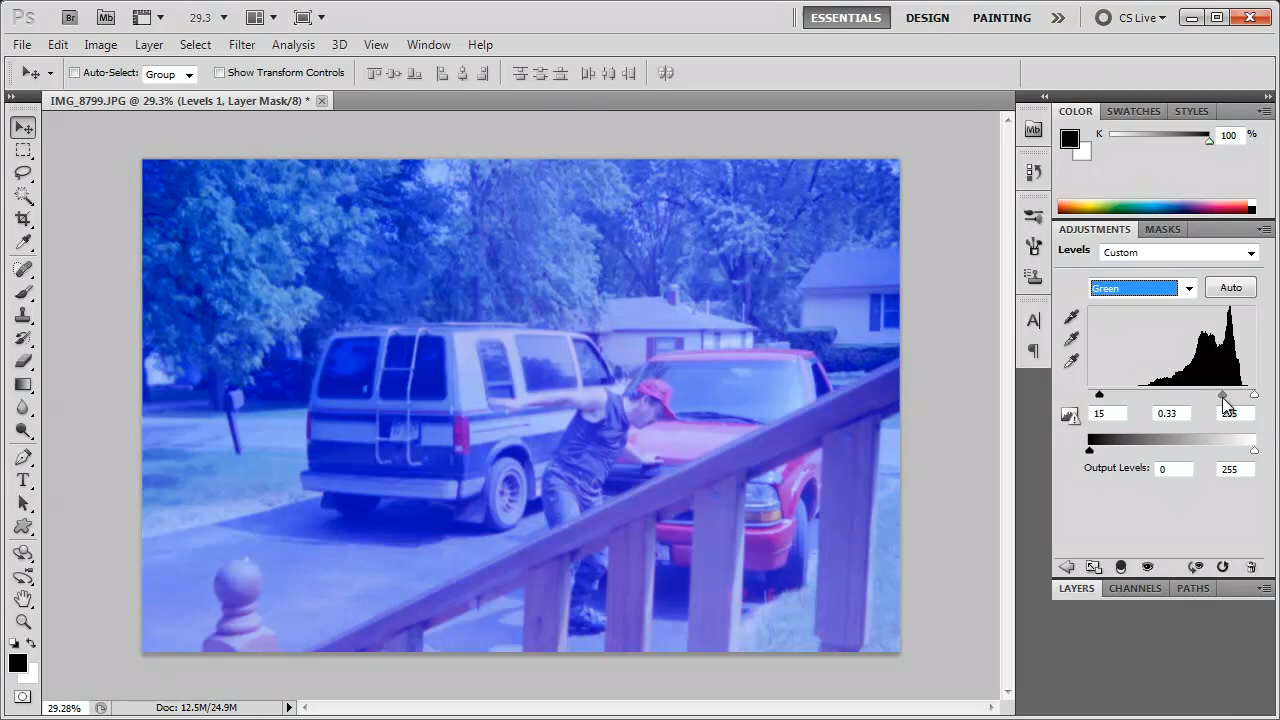 Ps Br Mb 29.3 ESSENTIALS DESIGN PAINTING CS Live
File Edit Image Layer Select Filter Analysis 3D View Window Help
Auto-Select: Group Show Transform Controls
IMG_8799.JPG @ 29.3% (Levels 1, Layer Mask/8) *
COLOR SWATCHES STYLES
Mb
K 100 %
ADJUSTMENTS MASKS
Levels Custom
Green Auto
15 0.33
Output Levels: 0 255
LAYERS CHANNELS PATHS
29.28% Doc: 12.5M/24.9M